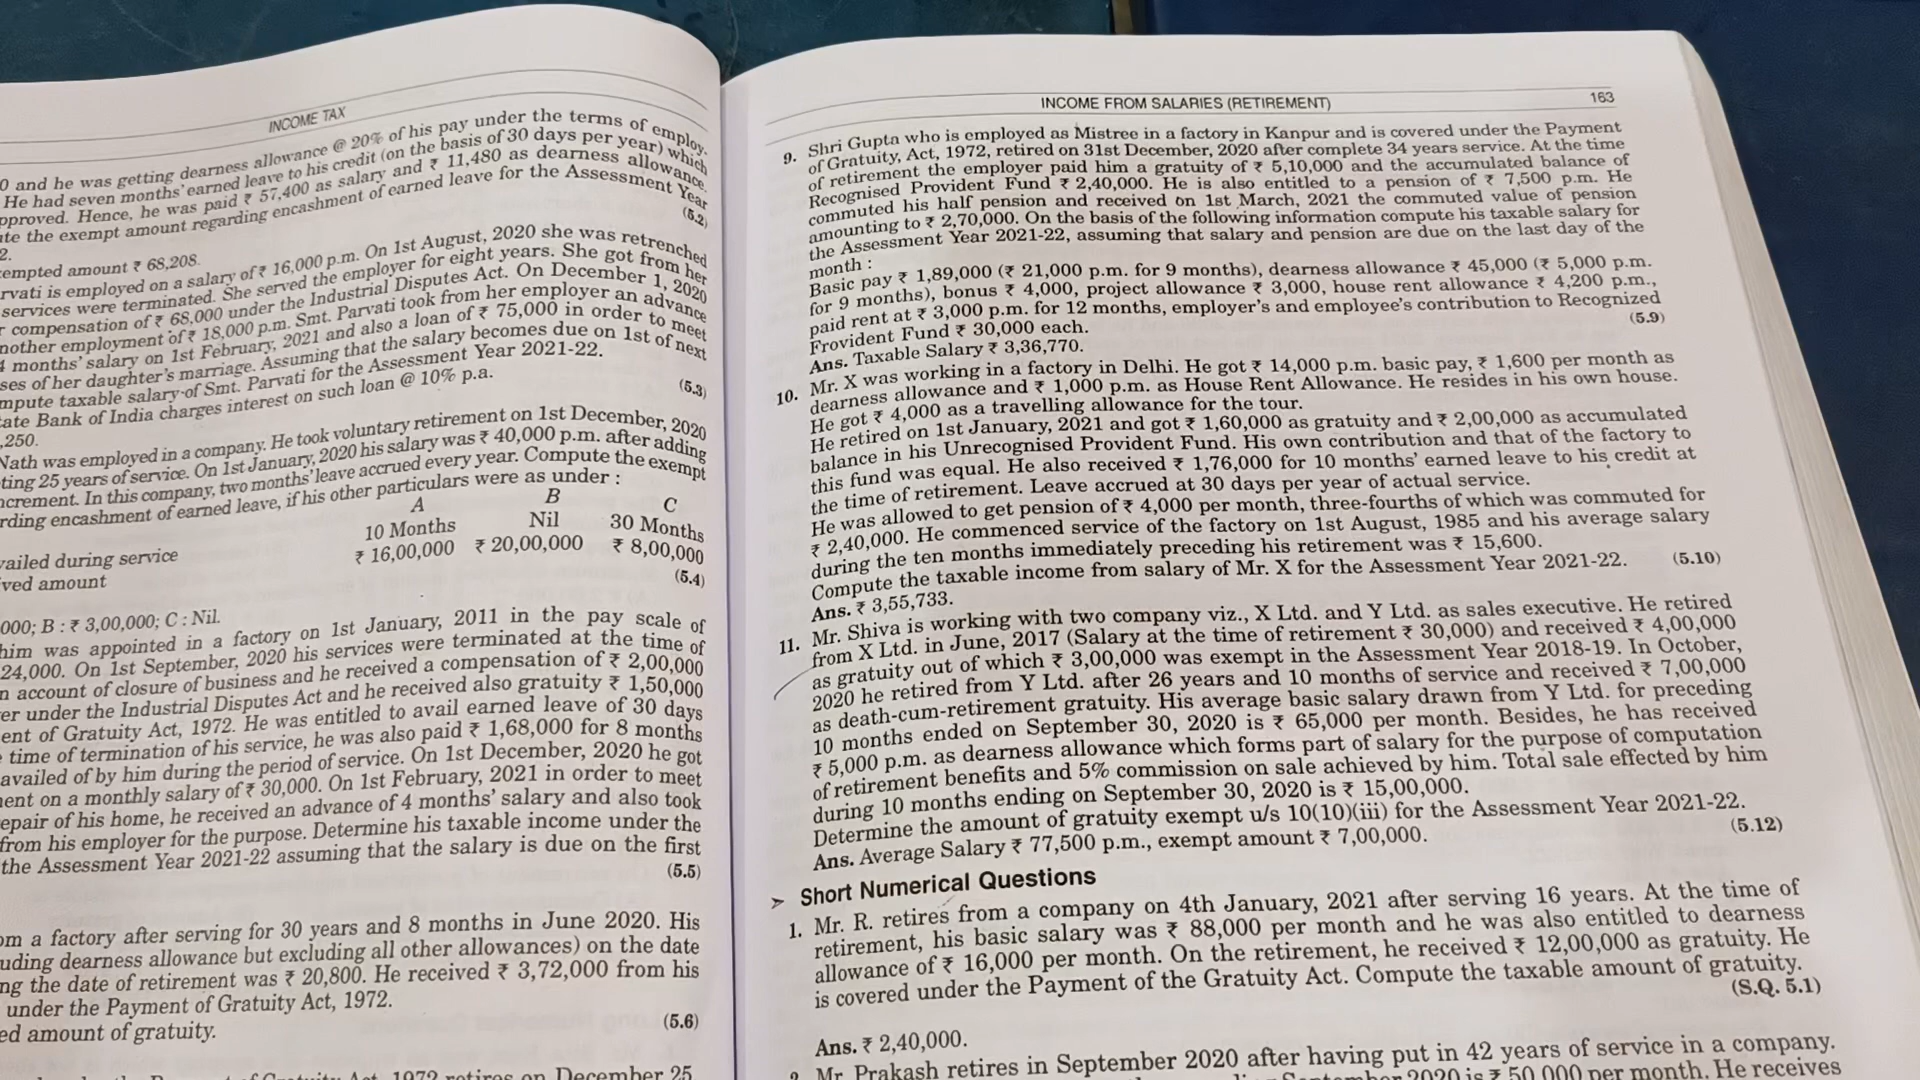 INCOME TAX
0 and he was getting dearness allowance @ 20% of his pay under the terms of employ-
He had seven months' earned leave to his credit (on the basis of 30 days per year) which
pproved. Hence, he was paid ₹ 57,400 as salary and ₹ 11,480 as dearness allowance.
te the exempt amount regarding encashment of earned leave for the Assessment Year
2.
(5.2)
empted amount ₹ 68,208.
rvati is employed on a salary of ₹ 16,000 p.m. On 1st August, 2020 she was retrenched
services were terminated. She served the employer for eight years. She got from her
r compensation of ₹ 68,000 under the Industrial Disputes Act. On December 1, 2020
nother employment of ₹ 18,000 p.m. Smt. Parvati took from her employer an advance
4 months' salary on 1st February, 2021 and also a loan of ₹ 75,000 in order to meet
ses of her daughter's marriage. Assuming that the salary becomes due on 1st of next
mpute taxable salary of Smt. Parvati for the Assessment Year 2021-22.
ate Bank of India charges interest on such loan @ 10% p.a.
(5.3)
,250.
Nath was employed in a company. He took voluntary retirement on 1st December, 2020
ting 25 years of service. On 1st January, 2020 his salary was ₹ 40,000 p.m. after adding
ncrement. In this company, two months' leave accrued every year. Compute the exempt
rding encashment of earned leave, if his other particulars were as under :
A B C
vailed during service 10 Months Nil 30 Months
ved amount ₹ 16,00,000 ₹ 20,00,000 ₹ 8,00,000
(5.4)
000; B : ₹ 3,00,000; C : Nil.
him was appointed in a factory on 1st January, 2011 in the pay scale of
24,000. On 1st September, 2020 his services were terminated at the time of
n account of closure of business and he received a compensation of ₹ 2,00,000
er under the Industrial Disputes Act and he received also gratuity ₹ 1,50,000
ent of Gratuity Act, 1972. He was entitled to avail earned leave of 30 days
time of termination of his service, he was also paid ₹ 1,68,000 for 8 months
availed of by him during the period of service. On 1st December, 2020 he got
ent on a monthly salary of ₹ 30,000. On 1st February, 2021 in order to meet
epair of his home, he received an advance of 4 months' salary and also took
from his employer for the purpose. Determine his taxable income under the
the Assessment Year 2021-22 assuming that the salary is due on the first
(5.5)
om a factory after serving for 30 years and 8 months in June 2020. His
uding dearness allowance but excluding all other allowances) on the date
ng the date of retirement was ₹ 20,800. He received ₹ 3,72,000 from his
under the Payment of Gratuity Act, 1972.
ed amount of gratuity.
(5.6)
Act, 1972 retires on December 25
INCOME FROM SALARIES (RETIREMENT) 163
9. Shri Gupta who is employed as Mistree in a factory in Kanpur and is covered under the Payment
of Gratuity, Act, 1972, retired on 31st December, 2020 after complete 34 years service. At the time
of retirement the employer paid him a gratuity of ₹ 5,10,000 and the accumulated balance of
Recognised Provident Fund ₹ 2,40,000. He is also entitled to a pension of ₹ 7,500 p.m. He
commuted his half pension and received on 1st March, 2021 the commuted value of pension
amounting to ₹ 2,70,000. On the basis of the following information compute his taxable salary for
the Assessment Year 2021-22, assuming that salary and pension are due on the last day of the
month :
Basic pay ₹ 1,89,000 (₹ 21,000 p.m. for 9 months), dearness allowance ₹ 45,000 (₹ 5,000 p.m.
for 9 months), bonus ₹ 4,000, project allowance ₹ 3,000, house rent allowance ₹ 4,200 p.m.,
paid rent at ₹ 3,000 p.m. for 12 months, employer's and employee's contribution to Recognized
Frovident Fund ₹ 30,000 each.
(5.9)
Ans. Taxable Salary ₹ 3,36,770.
10. Mr. X was working in a factory in Delhi. He got ₹ 14,000 p.m. basic pay, ₹ 1,600 per month as
dearness allowance and ₹ 1,000 p.m. as House Rent Allowance. He resides in his own house.
He got ₹ 4,000 as a travelling allowance for the tour.
He retired on 1st January, 2021 and got ₹ 1,60,000 as gratuity and ₹ 2,00,000 as accumulated
balance in his Unrecognised Provident Fund. His own contribution and that of the factory to
this fund was equal. He also received ₹ 1,76,000 for 10 months' earned leave to his credit at
the time of retirement. Leave accrued at 30 days per year of actual service.
He was allowed to get pension of ₹ 4,000 per month, three-fourths of which was commuted for
₹ 2,40,000. He commenced service of the factory on 1st August, 1985 and his average salary
during the ten months immediately preceding his retirement was ₹ 15,600.
Compute the taxable income from salary of Mr. X for the Assessment Year 2021-22.
(5.10)
Ans. ₹ 3,55,733.
11. Mr. Shiva is working with two company viz., X Ltd. and Y Ltd. as sales executive. He retired
from X Ltd. in June, 2017 (Salary at the time of retirement ₹ 30,000) and received ₹ 4,00,000
as gratuity out of which ₹ 3,00,000 was exempt in the Assessment Year 2018-19. In October,
2020 he retired from Y Ltd. after 26 years and 10 months of service and received ₹ 7,00,000
as death-cum-retirement gratuity. His average basic salary drawn from Y Ltd. for preceding
10 months ended on September 30, 2020 is ₹ 65,000 per month. Besides, he has received
₹ 5,000 p.m. as dearness allowance which forms part of salary for the purpose of computation
of retirement benefits and 5% commission on sale achieved by him. Total sale effected by him
during 10 months ending on September 30, 2020 is ₹ 15,00,000.
Determine the amount of gratuity exempt u/s 10(10)(iii) for the Assessment Year 2021-22.
(5.12)
Ans. Average Salary ₹ 77,500 p.m., exempt amount ₹ 7,00,000.
➤ Short Numerical Questions
1. Mr. R. retires from a company on 4th January, 2021 after serving 16 years. At the time of
retirement, his basic salary was ₹ 88,000 per month and he was also entitled to dearness
allowance of ₹ 16,000 per month. On the retirement, he received ₹ 12,00,000 as gratuity. He
is covered under the Payment of the Gratuity Act. Compute the taxable amount of gratuity.
(S.Q. 5.1)
Ans. ₹ 2,40,000.
2. Mr. Prakash retires in September 2020 after having put in 42 years of service in a company.
2020 is ₹ 50,000 per month. He receives